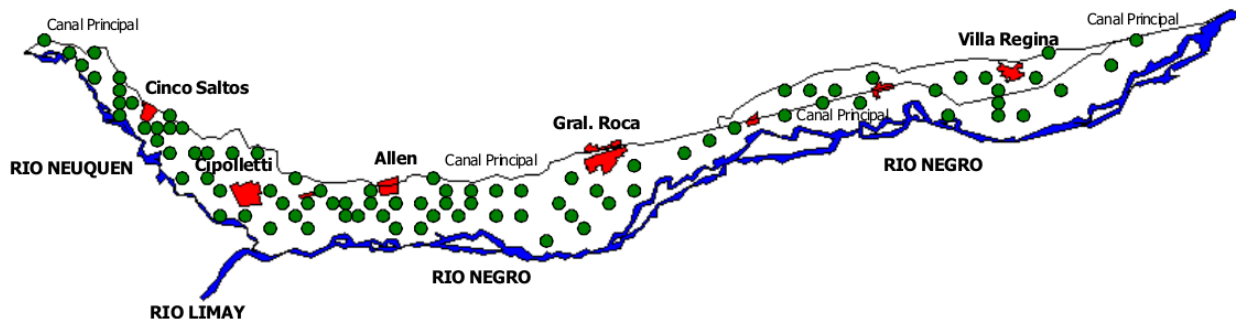 Canal Principal
Canal Principal
Villa Regina
Cinco Saltos
Canal Principal
Gral. Roca
RIO NEUQUEN
Cipolletti
Allen
Canal Principal
RIO NEGRO
RIO NEGRO
RIO LIMAY